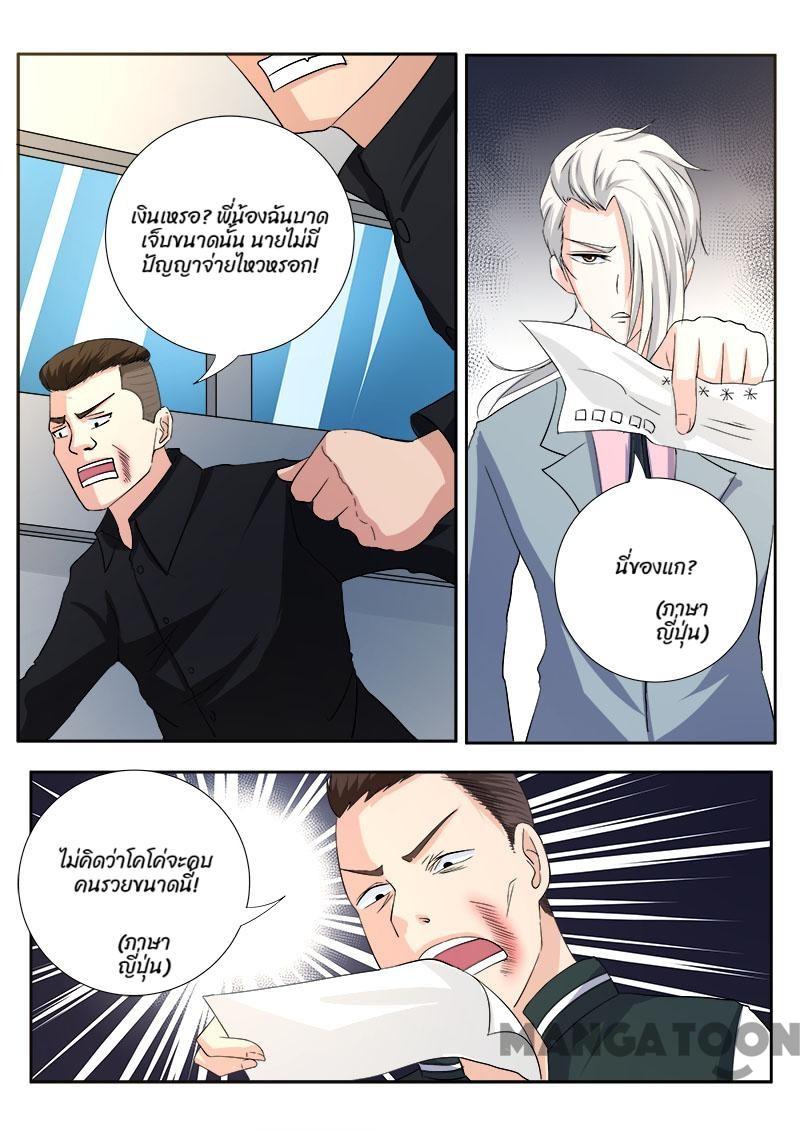 เงินเหรอ? พี่น้องฉันบาด
เจ็บขนาดนั้น นายไม่มี
ปัญญาจ่ายไหวหรอก!
* * * *
นี่ของแก?
(ภาษา
ญี่ปุ่น)
ไม่คิดว่าโคโค่จะคบ
คนรวยขนาดนี้!
(ภาษา
ญี่ปุ่น)
MANGATOON